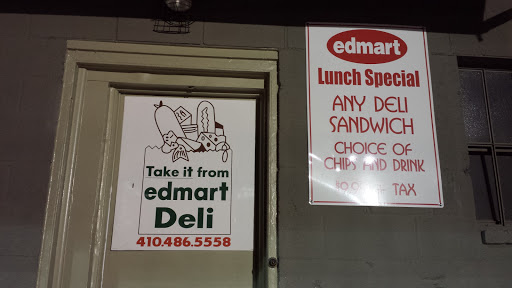 Take it from
edmart
Deli
410.486.5558
edmart
Lunch Special
ANY DELI
SANDWICH
CHOICE OF
CHIPS AND DRINK
TAX